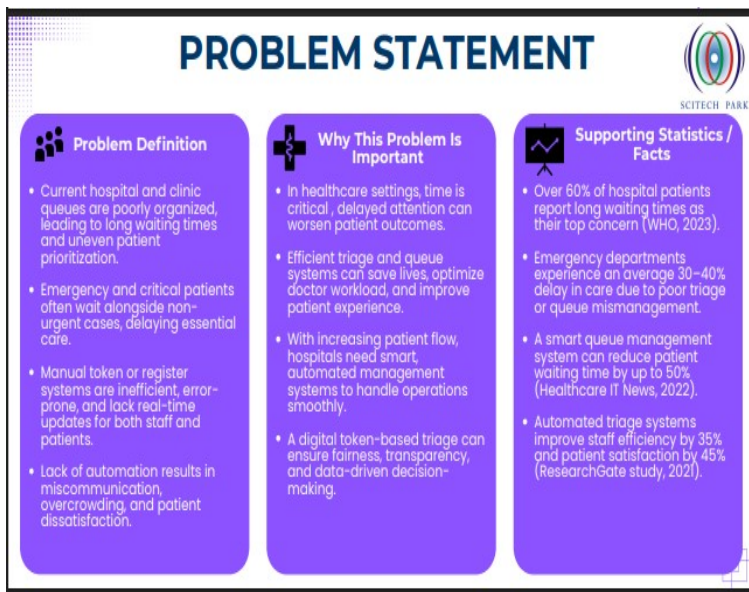 PROBLEM STATEMENT
SCITECH PARK
Problem Definition
• Current hospital and clinic
queues are poorly organized,
leading to long waiting times
and uneven patient
prioritization.
• Emergency and critical patients
often wait alongside non-
urgent cases, delaying essential
care.
• Manual token or register
systems are inefficient, error-
prone, and lack real-time
updates for both staff and
patients.
• Lack of automation results in
miscommunication,
overcrowding, and patient
dissatisfaction.
Why This Problem Is
Important
• In healthcare settings, time is
critical , delayed attention can
worsen patient outcomes.
• Efficient triage and queue
systems can save lives, optimize
doctor workload, and improve
patient experience.
• With increasing patient flow,
hospitals need smart,
automated management
systems to handle operations
smoothly.
• A digital token-based triage can
ensure fairness, transparency,
and data-driven decision-
making.
Supporting Statistics /
Facts
• Over 60% of hospital patients
report long waiting times as
their top concern (WHO, 2023).
• Emergency departments
experience an average 30–40%
delay in care due to poor triage
or queue mismanagement.
• A smart queue management
system can reduce patient
waiting time by up to 50%
(Healthcare IT News, 2022).
• Automated triage systems
improve staff efficiency by 35%
and patient satisfaction by 45%
(ResearchGate study, 2021).